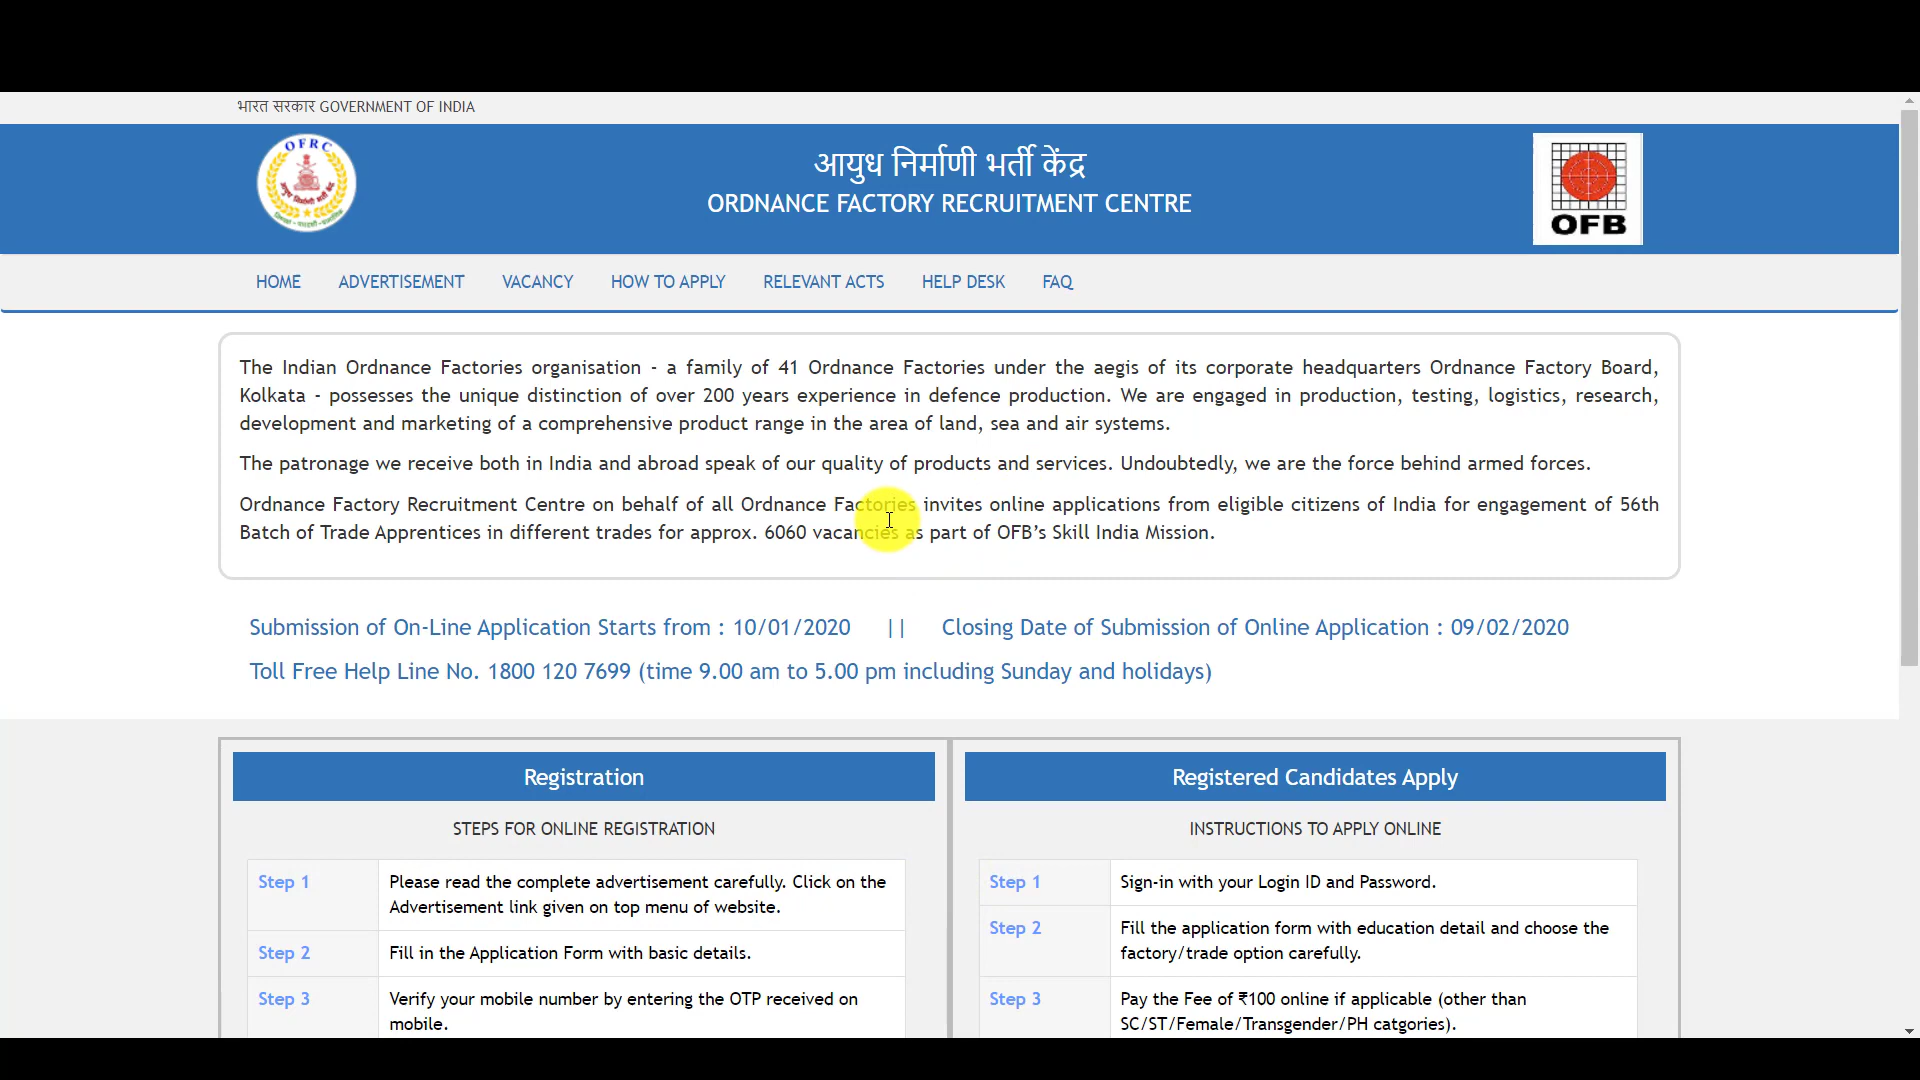 भारत सरकार GOVERNMENT OF INDIA
OFRC
आयुध निर्माणी भर्ती केंद्र
ORDNANCE FACTORY RECRUITMENT CENTRE
OFB
HOME ADVERTISEMENT VACANCY HOW TO APPLY RELEVANT ACTS HELP DESK FAQ
The Indian Ordnance Factories organisation - a family of 41 Ordnance Factories under the aegis of its corporate headquarters Ordnance Factory Board,
Kolkata - possesses the unique distinction of over 200 years experience in defence production. We are engaged in production, testing, logistics, research,
development and marketing of a comprehensive product range in the area of land, sea and air systems.
The patronage we receive both in India and abroad speak of our quality of products and services. Undoubtedly, we are the force behind armed forces.
Ordnance Factory Recruitment Centre on behalf of all Ordnance Factories invites online applications from eligible citizens of India for engagement of 56th
Batch of Trade Apprentices in different trades for approx. 6060 vacancies as part of OFB’s Skill India Mission.
Submission of On-Line Application Starts from : 10/01/2020 || Closing Date of Submission of Online Application : 09/02/2020
Toll Free Help Line No. 1800 120 7699 (time 9.00 am to 5.00 pm including Sunday and holidays)
Registration
STEPS FOR ONLINE REGISTRATION
Step 1 Please read the complete advertisement carefully. Click on the
Advertisement link given on top menu of website.
Step 2 Fill in the Application Form with basic details.
Step 3 Verify your mobile number by entering the OTP received on
mobile.
Registered Candidates Apply
INSTRUCTIONS TO APPLY ONLINE
Step 1 Sign-in with your Login ID and Password.
Step 2 Fill the application form with education detail and choose the
factory/trade option carefully.
Step 3 Pay the Fee of ₹100 online if applicable (other than
SC/ST/Female/Transgender/PH catgories).